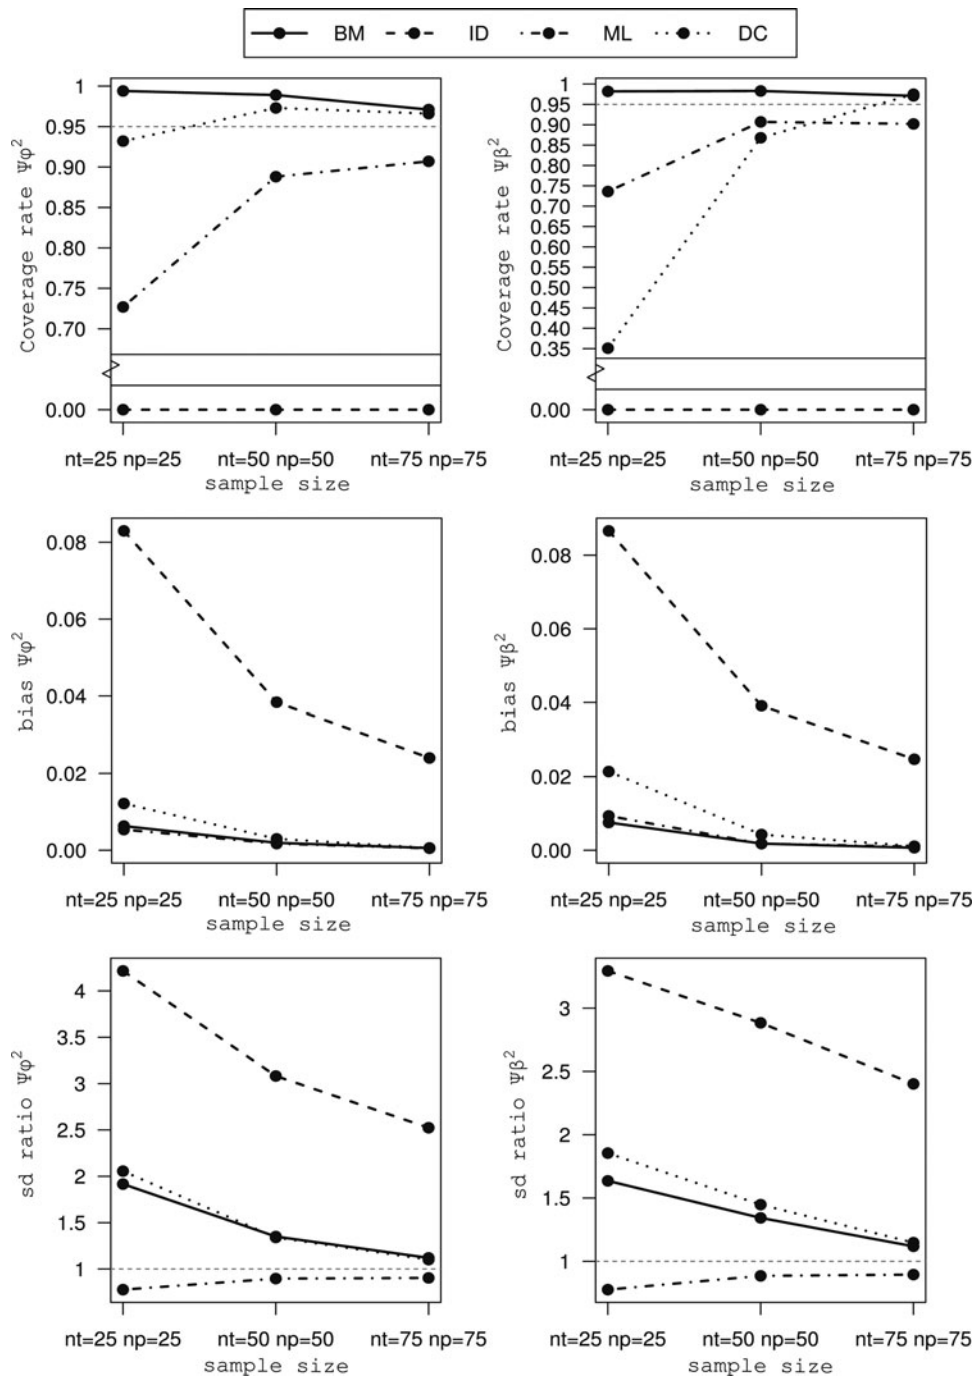 BM ID ML DC
Coverage rate Ψφ²
1
0.95
0.90
0.85
0.80
0.75
0.70
0.00
nt=25 np=25 nt=50 np=50 nt=75 np=75
sample size
Coverage rate Ψβ²
1
0.95
0.90
0.85
0.80
0.75
0.70
0.65
0.60
0.55
0.50
0.45
0.40
0.35
0.00
nt=25 np=25 nt=50 np=50 nt=75 np=75
sample size
bias Ψφ²
0.08
0.06
0.04
0.02
0.00
nt=25 np=25 nt=50 np=50 nt=75 np=75
sample size
bias Ψβ²
0.08
0.06
0.04
0.02
0.00
nt=25 np=25 nt=50 np=50 nt=75 np=75
sample size
sd ratio Ψφ²
4
3.5
3
2.5
2
1.5
1
nt=25 np=25 nt=50 np=50 nt=75 np=75
sample size
sd ratio Ψβ²
3
2.5
2
1.5
1
nt=25 np=25 nt=50 np=50 nt=75 np=75
sample size